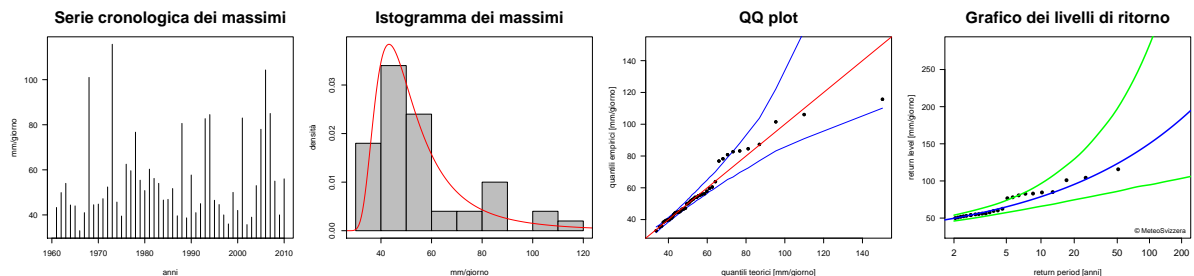 Serie cronologica dei massimi
mm/giorno
40 60 80 100
1960 1970 1980 1990 2000 2010
anni
Istogramma dei massimi
densità
0.00 0.01 0.03
40 60 80 100 120
mm/giorno
QQ plot
quantili empirici [mm/giorno]
20 40 60 80 100 140
40 60 80 100 120 140
quantili teorici [mm/giorno]
Grafico dei livelli di ritorno
return level [mm/giorno]
50 100 150 200 250
2 5 10 20 50 100 200
return period [anni]
© MeteoSvizzera